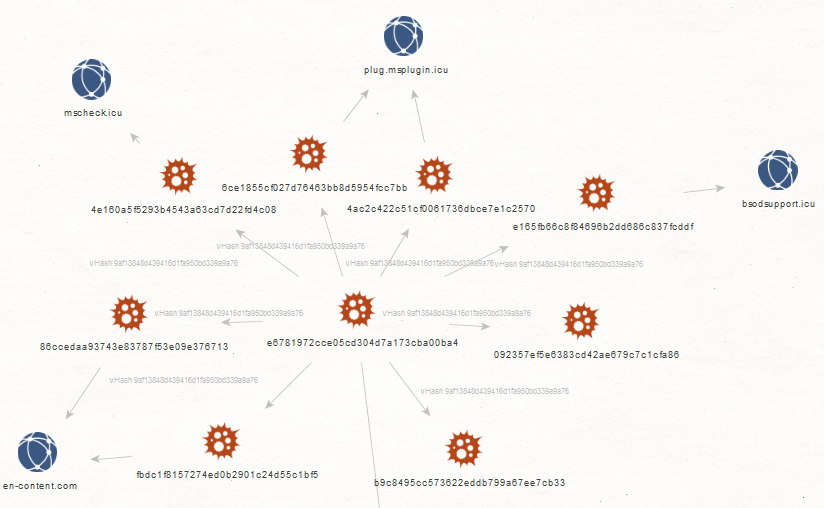 plug.msplugin.icu
mscheck.icu
6ce1855cf027d76463bb8d5954fcc7bb
4e160a5f5293b4543a63cd7d22fd4c08
4ac2c422c51cf0061736dbce7e1c2570
bsodsupport.icu
e165fb66c8f84696b2dd686c837fcddf
vHash 9af13848d439416d1fa950bd339a9a76
vHash 9af13848d439416d1fa950bd339a9a76
vHash 9af13848d439416d1fa950bd339a9a76
vHash 9af13848d439416d1fa950bd339a9a76
vHash 9af13848d439416d1fa950bd339a9a76
vHash 9af13848d439416d1fa950bd339a9a76
86ccedaa93743e83787f53e09e376713
e6781972cce05cd304d7a173cba00ba4
092357ef5e6383cd42ae679c7c1cfa86
vHash 9af13848d439416d1fa950bd339a9a76
vHash 9af13848d439416d1fa950bd339a9a76
fbdc1f8157274ed0b2901c24d55c1bf5
b9c8495cc573622eddb799a67ee7cb33
en-content.com